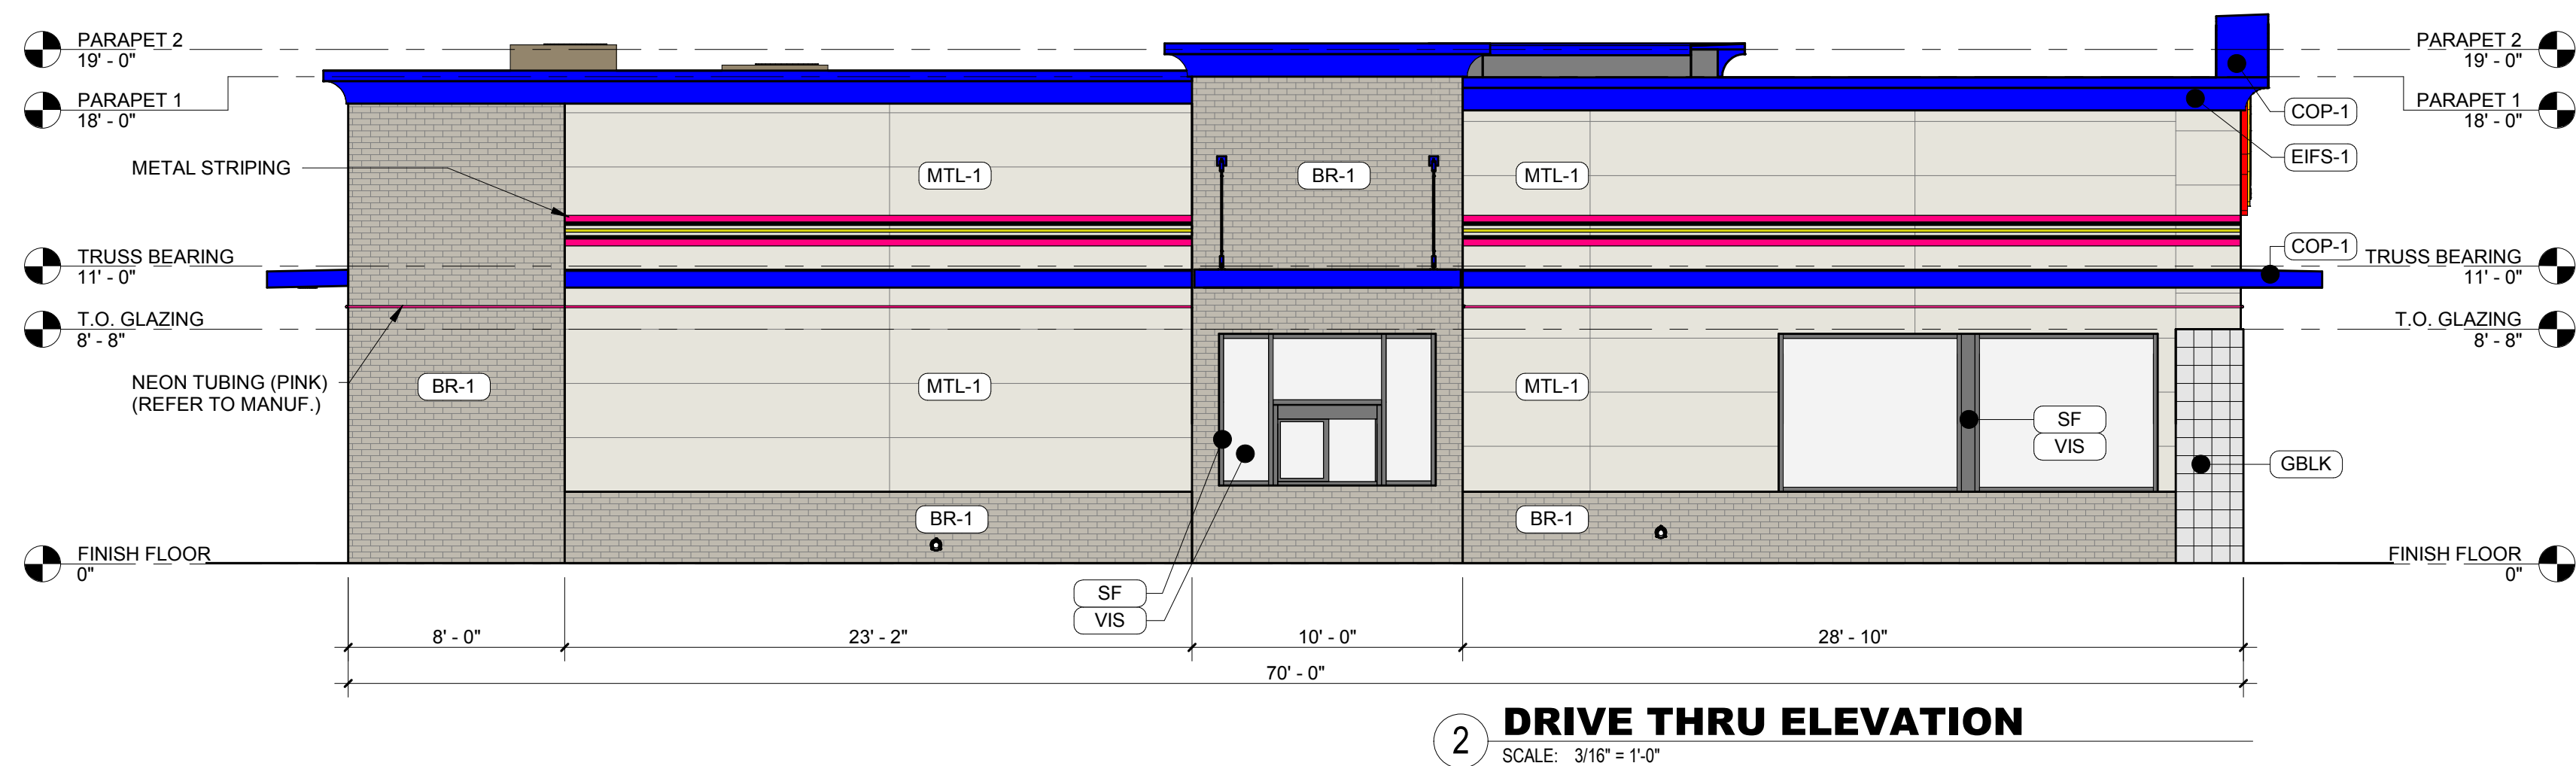 PARAPET 2
19' - 0"
PARAPET 1
18' - 0"
METAL STRIPING
TRUSS BEARING
11' - 0"
T.O. GLAZING
8' - 8"
NEON TUBING (PINK)
(REFER TO MANUF.)
FINISH FLOOR
0"
MTL-1
BR-1
MTL-1
BR-1
MTL-1
MTL-1
BR-1
BR-1
SF
VIS
SF
VIS
PARAPET 2
19' - 0"
PARAPET 1
18' - 0"
COP-1
EIFS-1
COP-1
TRUSS BEARING
11' - 0"
T.O. GLAZING
8' - 8"
GBLK
FINISH FLOOR
0"
8' - 0"
23' - 2"
10' - 0"
28' - 10"
70' - 0"
2
DRIVE THRU ELEVATION
SCALE: 3/16" = 1'-0"